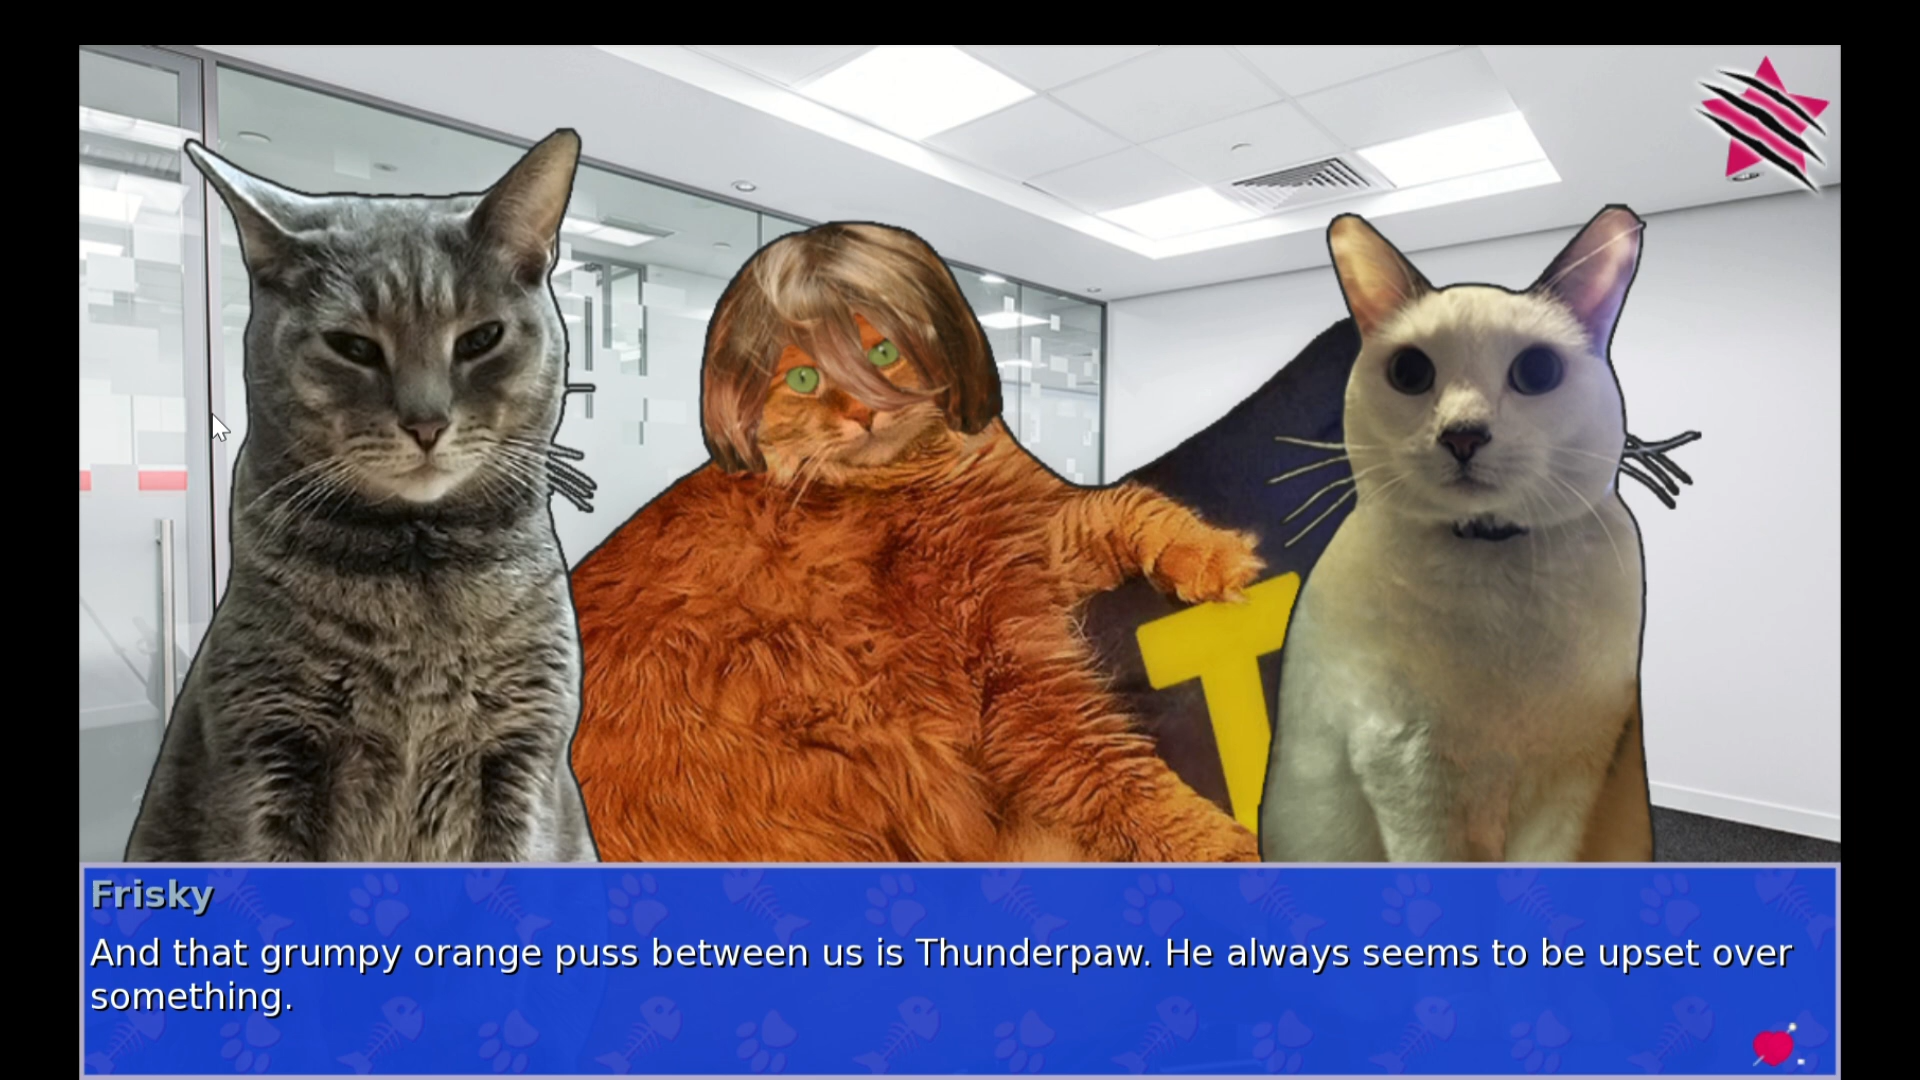 T
Frisky
And that grumpy orange puss between us is Thunderpaw. He always seems to be upset over
something.